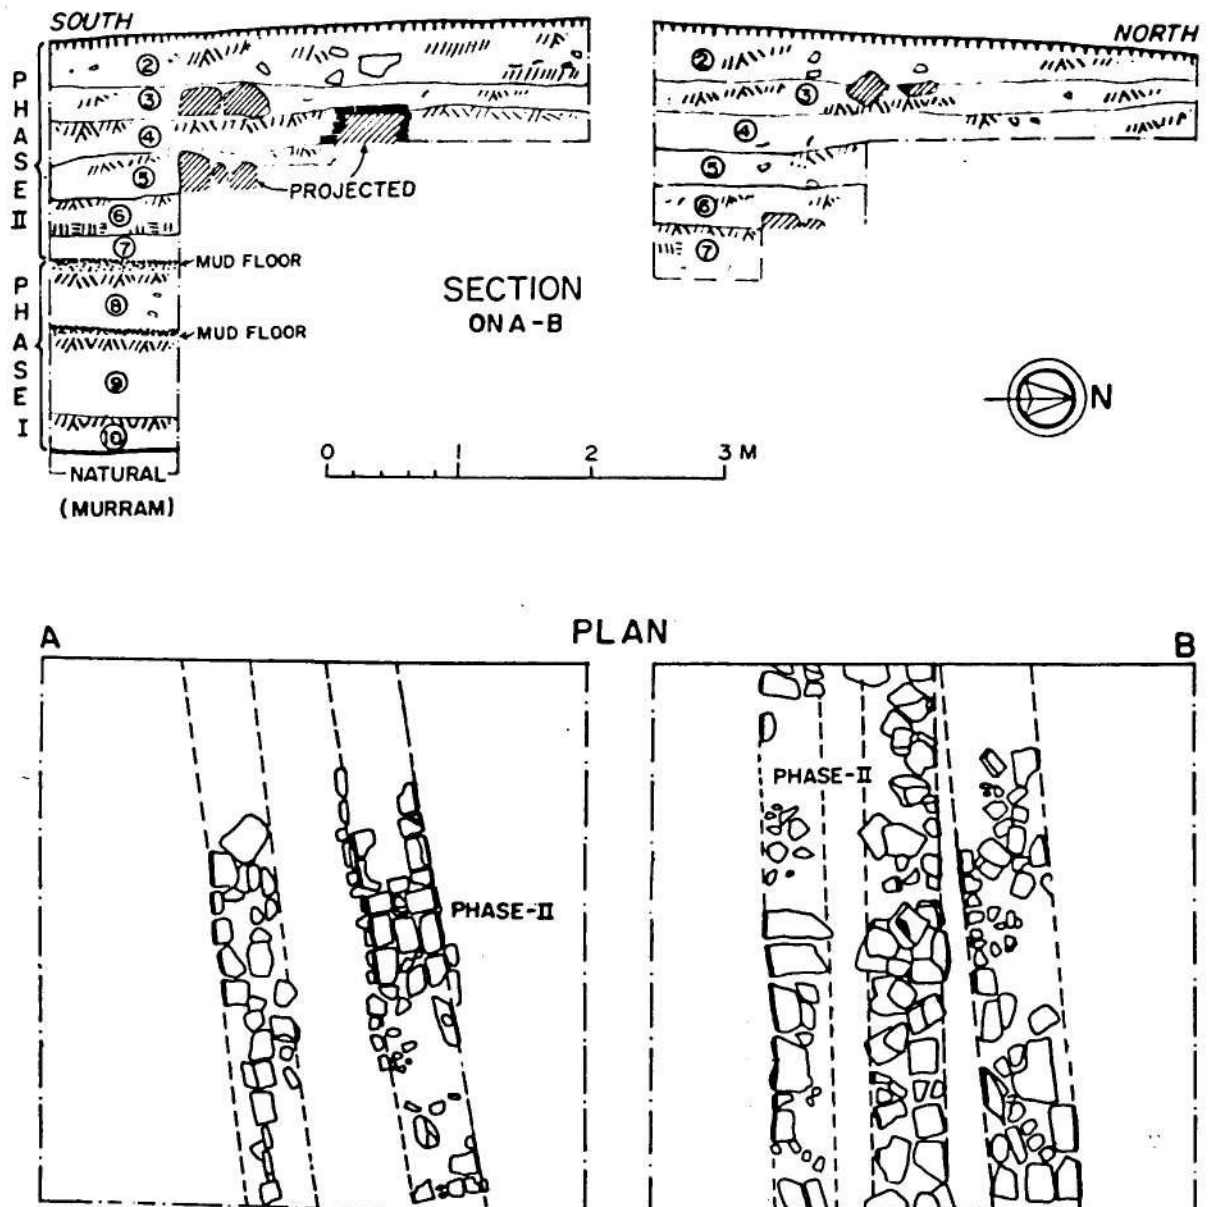 SOUTH
NORTH
PHASE II
② ③ ④ ⑤ ⑥ ⑦
MUD FLOOR
PHASE I
⑧
MUD FLOOR
⑨
⑩
NATURAL
(MURRAM)
PROJECTED
② ③ ④ ⑤ ⑥ ⑦
SECTION
ON A-B
N
0 1 2 3 M
PLAN
A
B
PHASE-II
PHASE-II